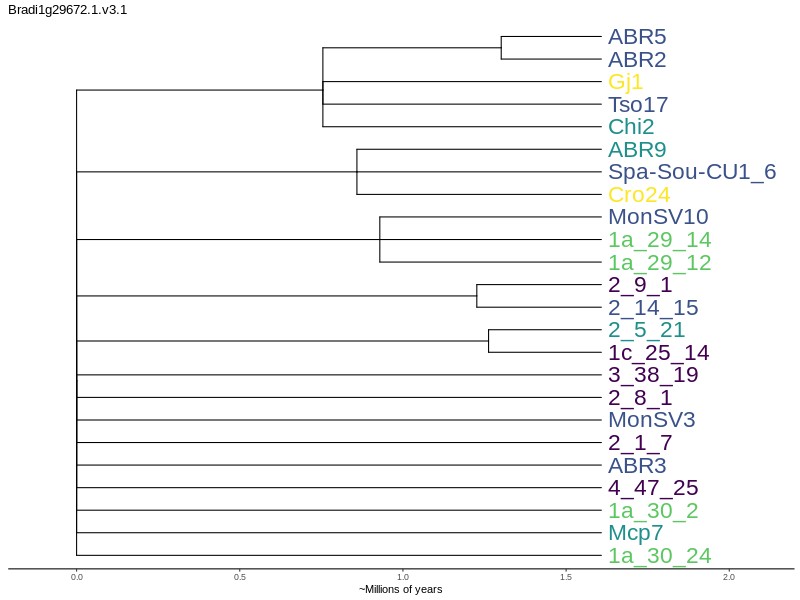 Bradi1g29672.1.v3.1
ABR5
ABR2
Gj1
Tso17
Chi2
ABR9
Spa-Sou-CU1_6
Cro24
MonSV10
1a_29_14
1a_29_12
2_9_1
2_14_15
2_5_21
1c_25_14
3_38_19
2_8_1
MonSV3
2_1_7
ABR3
4_47_25
1a_30_2
Mcp7
1a_30_24
0.0 0.5 1.0 1.5 2.0
~Millions of years